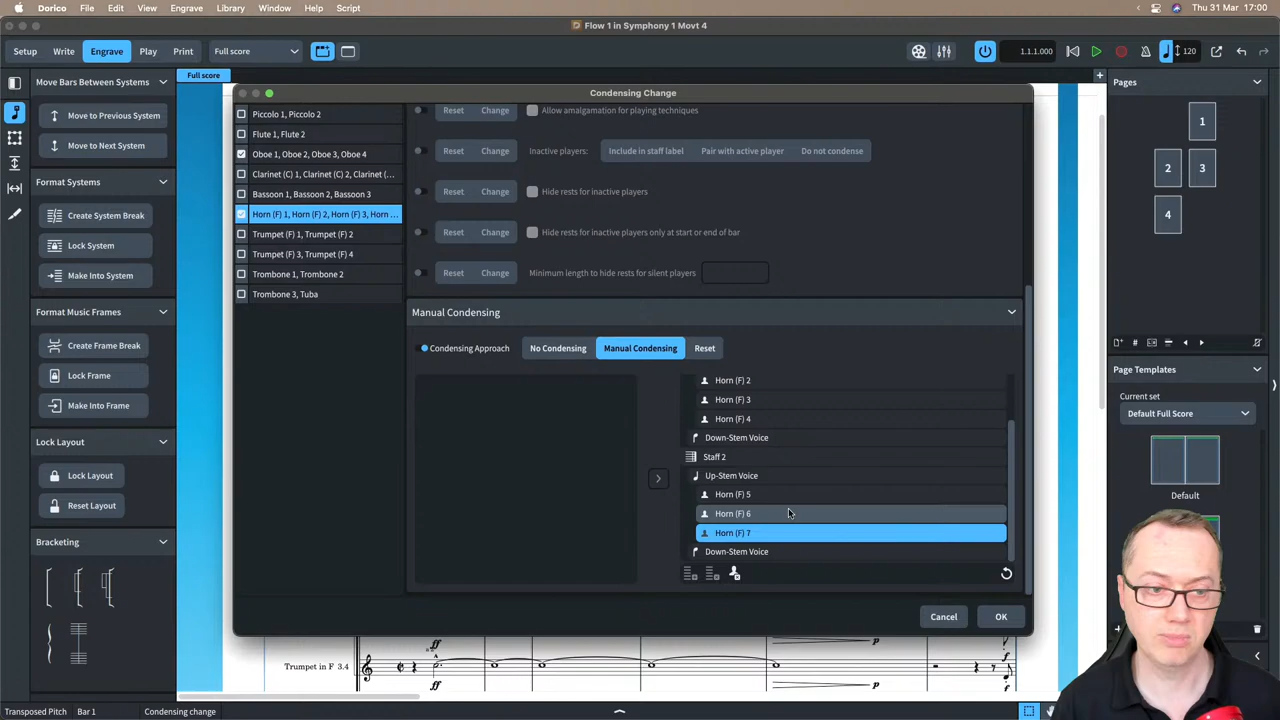 Dorico File Edit View Engrave Library Window Help Script
Thu 31 Mar 17:00
Flow 1 in Symphony 1 Movt 4
Setup Write Engrave Play Print Full score
1.1.1.000
120
Full score
Pages
Move Bars Between Systems
Move to Previous System
Move to Next System
Format Systems
Create System Break
Lock System
Make Into System
Format Music Frames
Create Frame Break
Lock Frame
Make Into Frame
Lock Layout
Lock Layout
Reset Layout
Bracketing
Condensing Change
Piccolo 1, Piccolo 2
Flute 1, Flute 2
Oboe 1, Oboe 2, Oboe 3, Oboe 4
Clarinet (C) 1, Clarinet (C) 2, Clarinet (...
Bassoon 1, Bassoon 2, Bassoon 3
Horn (F) 1, Horn (F) 2, Horn (F) 3, Horn ...
Trumpet (F) 1, Trumpet (F) 2
Trumpet (F) 3, Trumpet (F) 4
Trombone 1, Trombone 2
Trombone 3, Tuba
Reset Change Allow amalgamation for playing techniques
Reset Change Inactive players: Include in staff label Pair with active player Do not condense
Reset Change Hide rests for inactive players
Reset Change Hide rests for inactive players only at start or end of bar
Reset Change Minimum length to hide rests for silent players
Manual Condensing
Condensing Approach No Condensing Manual Condensing Reset
Horn (F) 2
Horn (F) 3
Horn (F) 4
Down-Stem Voice
Staff 2
Up-Stem Voice
Horn (F) 5
Horn (F) 6
Horn (F) 7
Down-Stem Voice
Cancel OK
1
2 3
4
Page Templates
Current set
Default Full Score
Default
ff
p
f
Trumpet in F 3.4
ff
p
f
Transposed Pitch Bar 1 Condensing change